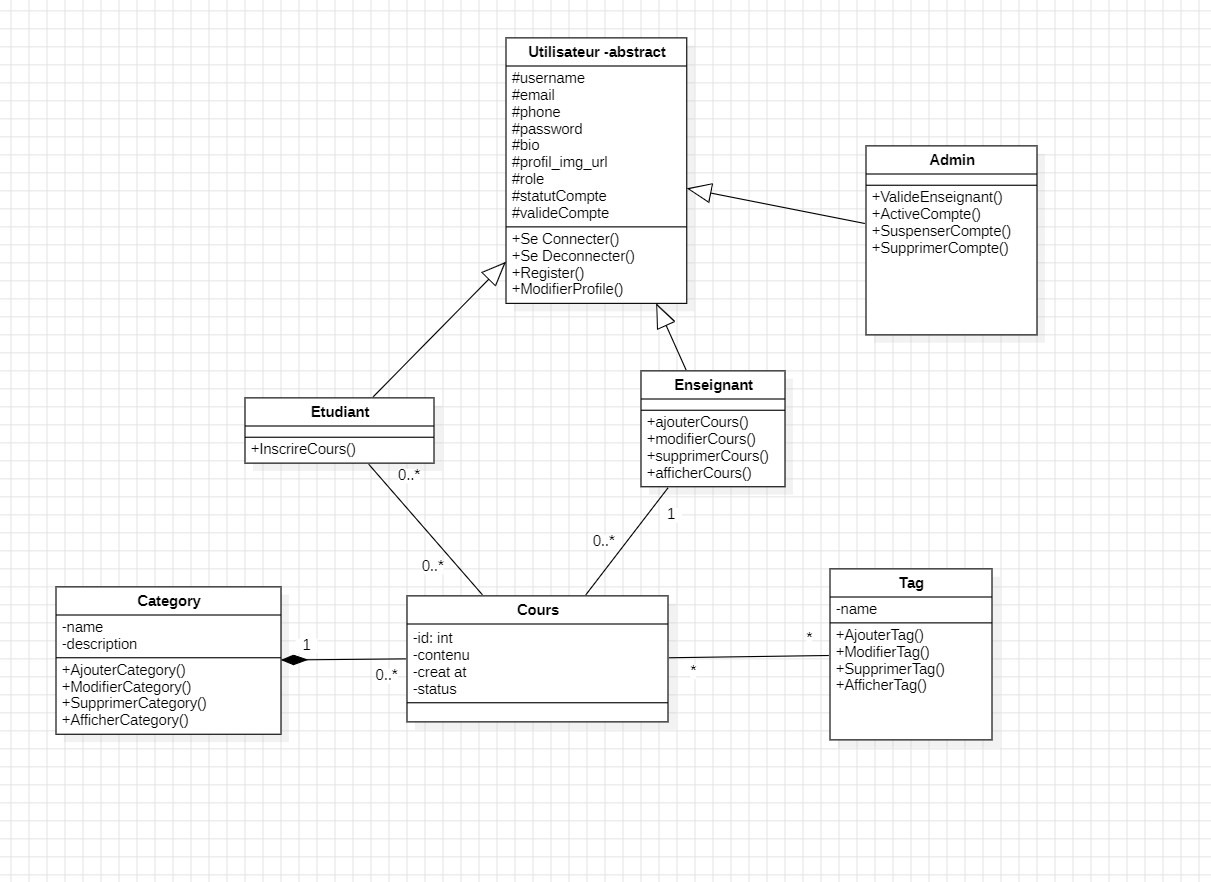 Utilisateur -abstract
#username
#email
#phone
#password
#bio
#profil_img_url
#role
#statutCompte
#valideCompte
+Se Connecter()
+Se Deconnecter()
+Register()
+ModifierProfile()
Admin
+ValideEnseignant()
+ActiveCompte()
+SuspenserCompte()
+SupprimerCompte()
Etudiant
+InscrireCours()
Enseignant
+ajouterCours()
+modifierCours()
+supprimerCours()
+afficherCours()
0..*
0..*
1
0..*
Category
-name
-description
+AjouterCategory()
+ModifierCategory()
+SupprimerCategory()
+AfficherCategory()
1
0..*
Cours
-id: int
-contenu
-creat at
-status
*
*
Tag
-name
+AjouterTag()
+ModifierTag()
+SupprimerTag()
+AfficherTag()